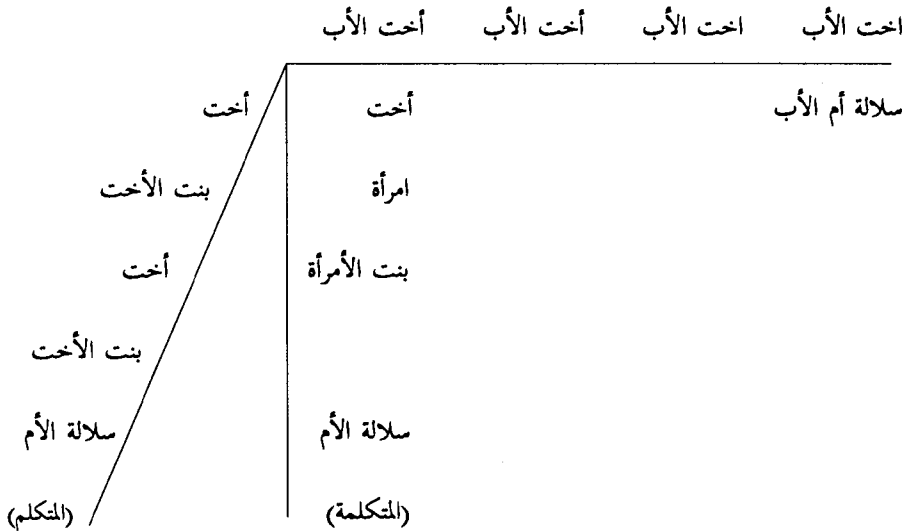 اخت الأب اخت الأب أخت الأب أخت الأب
سلالة أم الأب أخت أخت
امرأة بنت الأخت
بنت الأمرأة أخت
بنت الأخت
سلالة الأم سلالة الأم
(المتكلمة) (المتكلم)